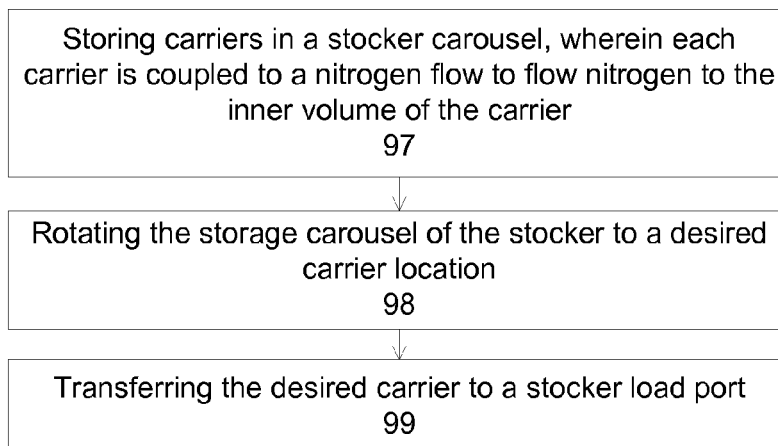 Storing carriers in a stocker carousel, wherein each
carrier is coupled to a nitrogen flow to flow nitrogen to the
inner volume of the carrier
97
Rotating the storage carousel of the stocker to a desired
carrier location
98
Transferring the desired carrier to a stocker load port
99